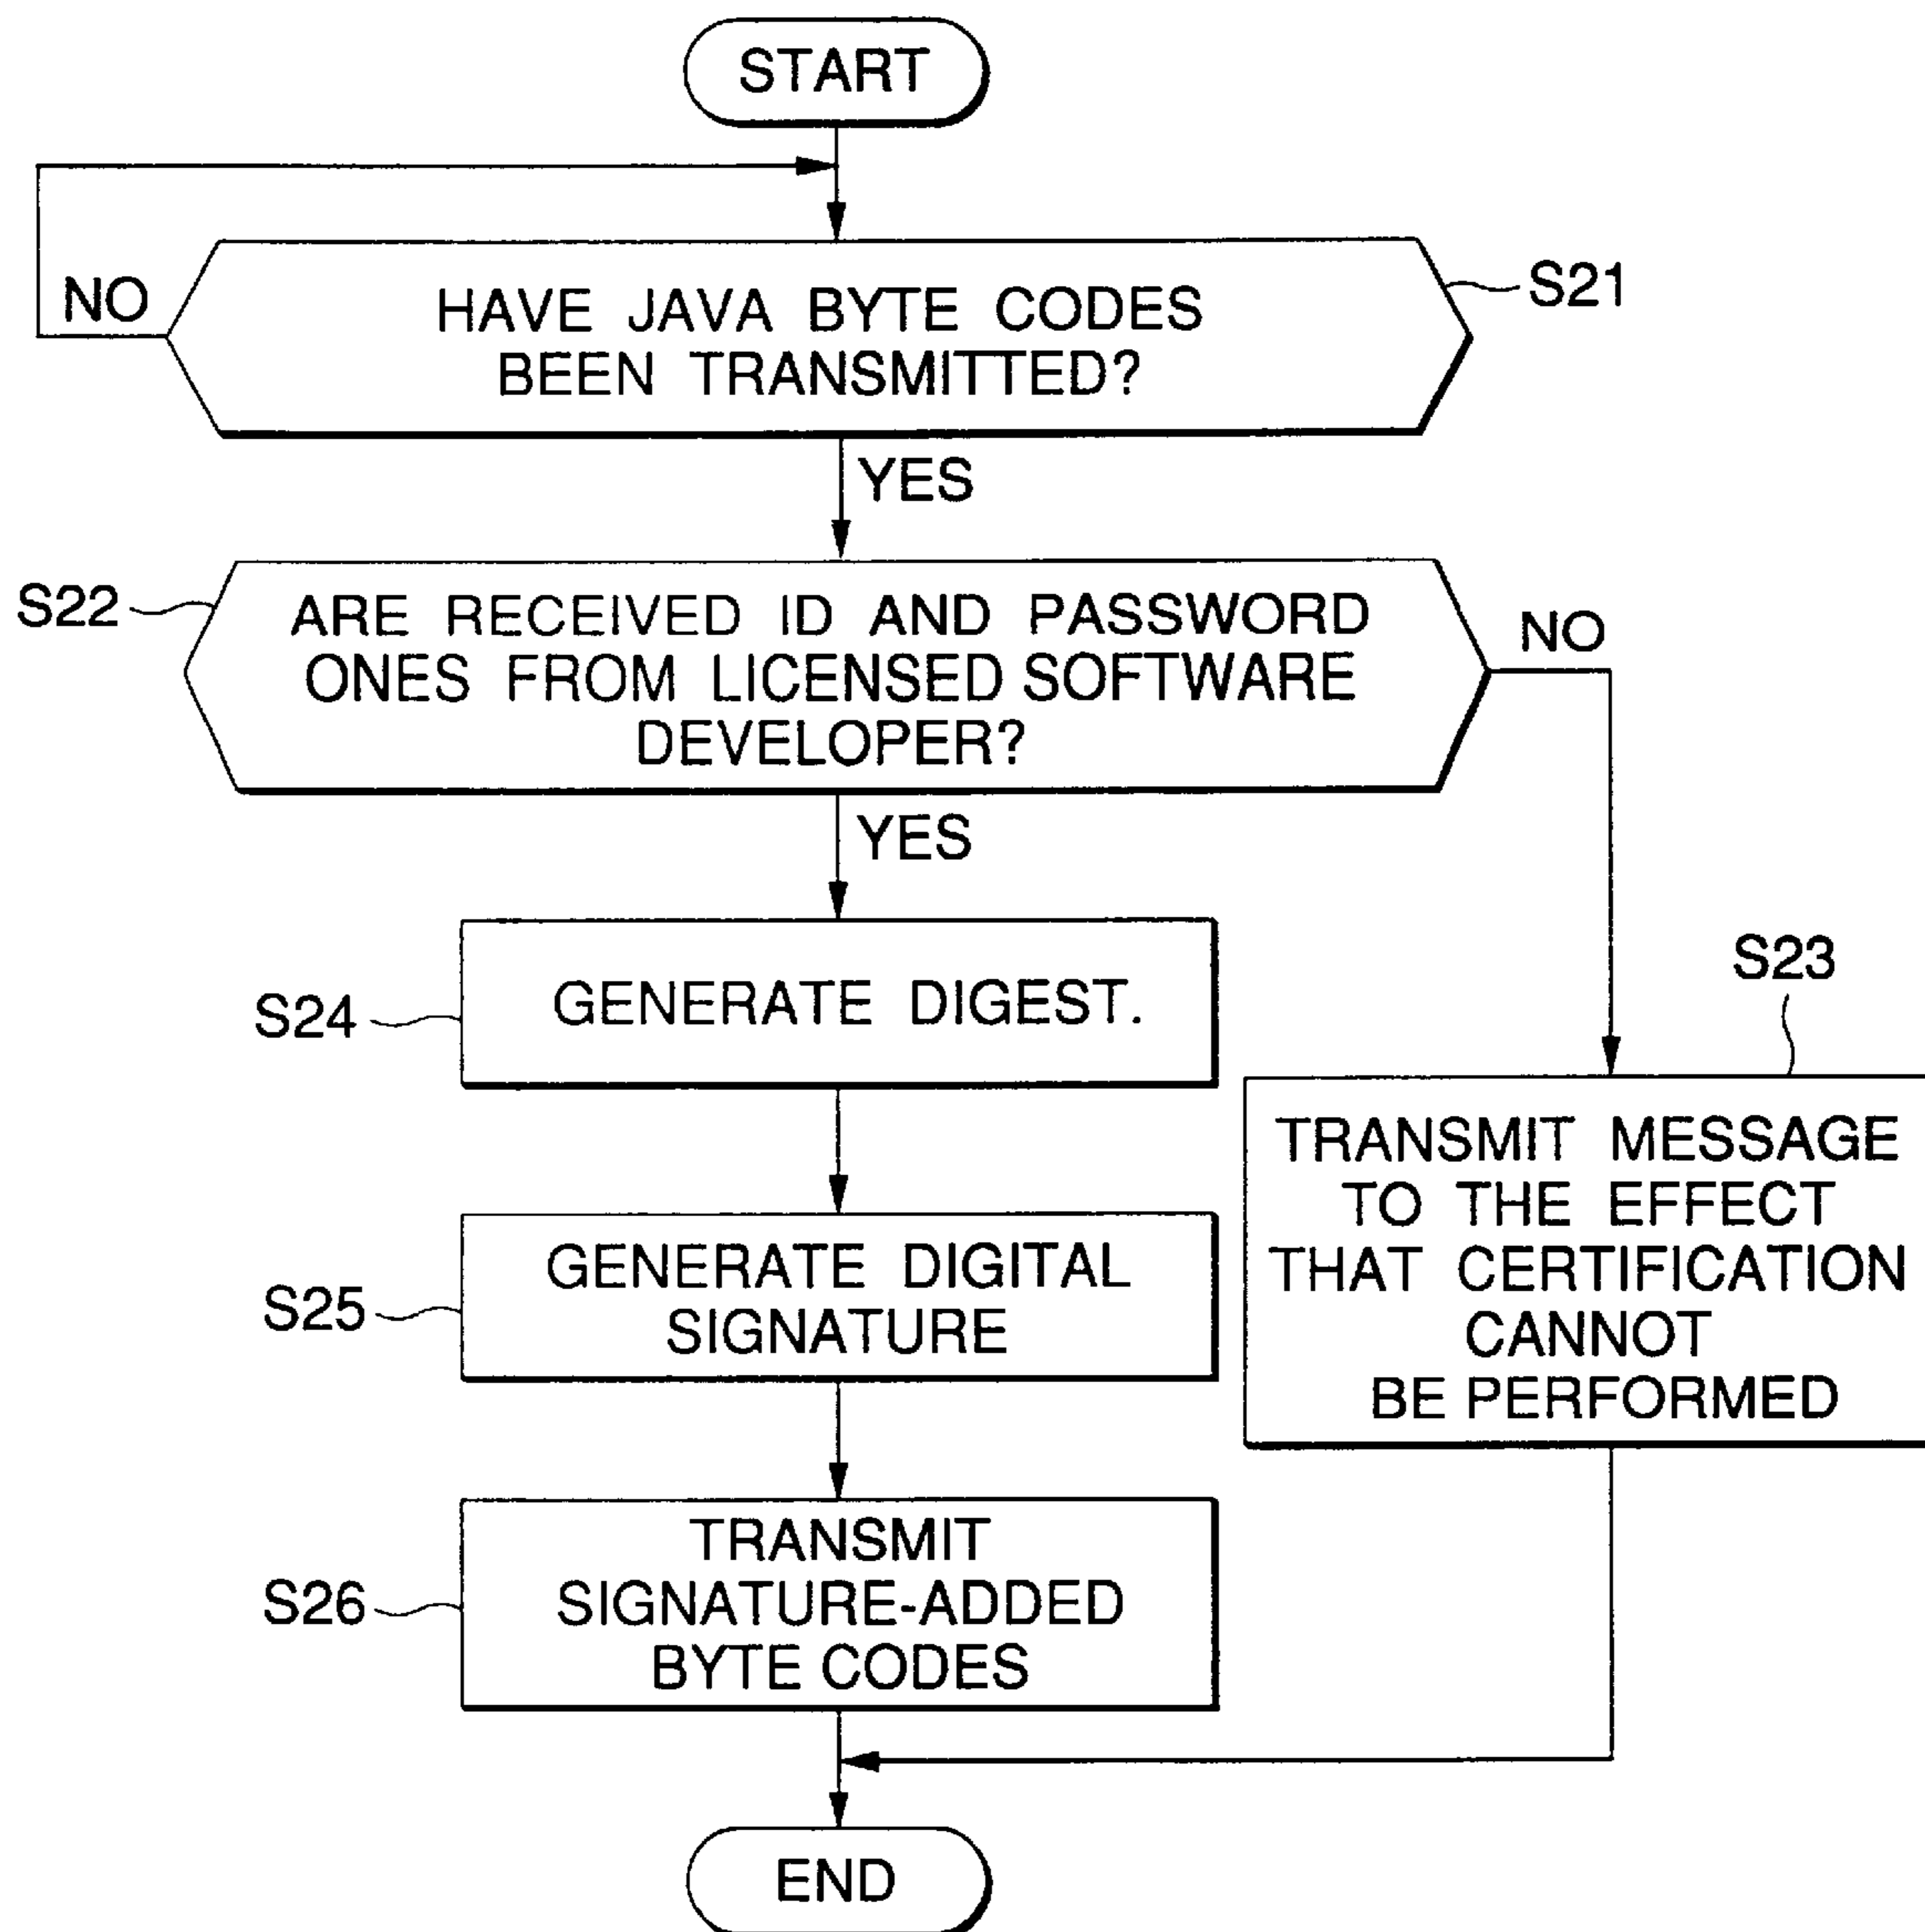 START
NO
HAVE JAVA BYTE CODES
BEEN TRANSMITTED?
S21
YES
S22
ARE RECEIVED ID AND PASSWORD
ONES FROM LICENSED SOFTWARE
DEVELOPER?
NO
YES
S24
GENERATE DIGEST.
S23
TRANSMIT MESSAGE
TO THE EFFECT
THAT CERTIFICATION
CANNOT
BE PERFORMED
S25
GENERATE DIGITAL
SIGNATURE
S26
TRANSMIT
SIGNATURE-ADDED
BYTE CODES
END